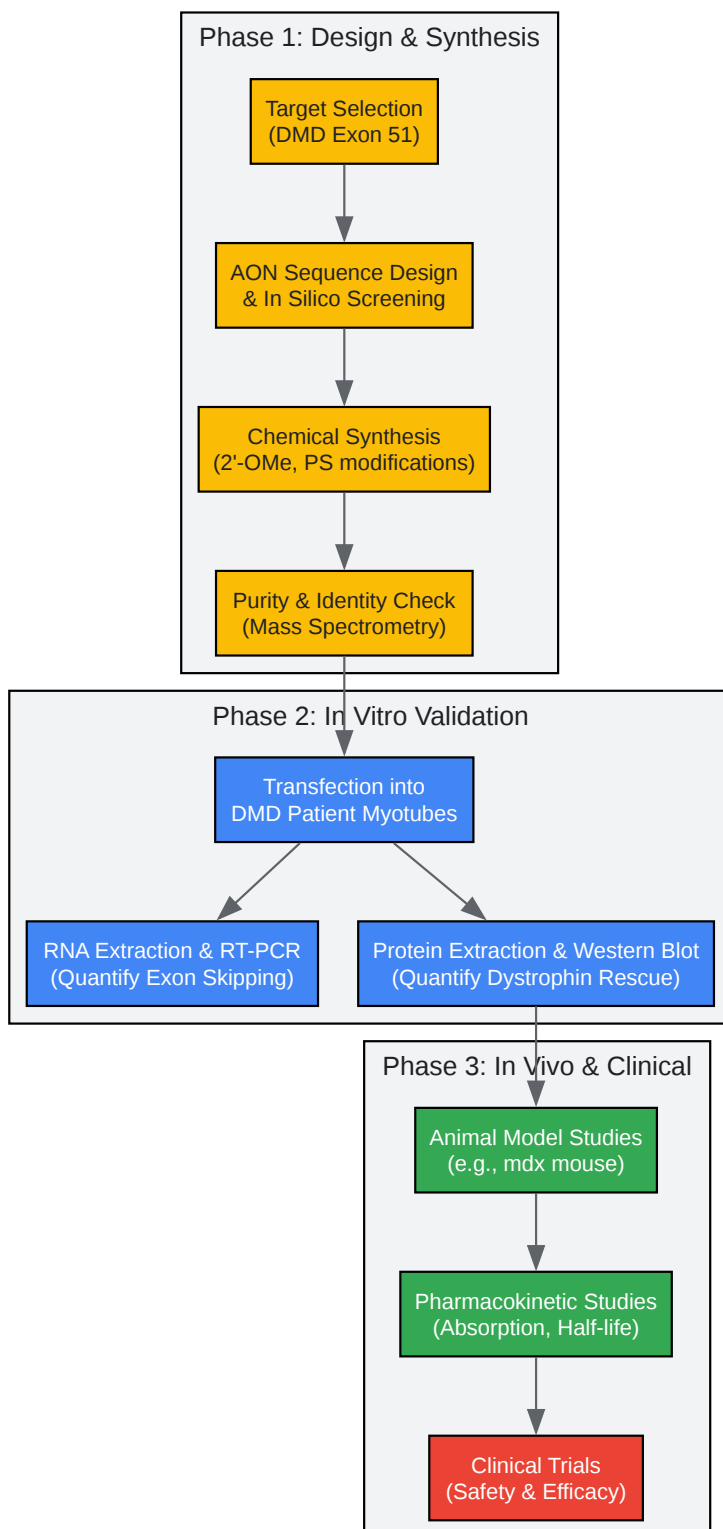 Phase 1: Design & Synthesis
Target Selection
(DMD Exon 51)
AON Sequence Design
& In Silico Screening
Chemical Synthesis
(2'-OMe, PS modifications)
Purity & Identity Check
(Mass Spectrometry)
Phase 2: In Vitro Validation
Transfection into
DMD Patient Myotubes
RNA Extraction & RT-PCR
(Quantify Exon Skipping)
Protein Extraction & Western Blot
(Quantify Dystrophin Rescue)
Phase 3: In Vivo & Clinical
Animal Model Studies
(e.g., mdx mouse)
Pharmacokinetic Studies
(Absorption, Half-life)
Clinical Trials
(Safety & Efficacy)